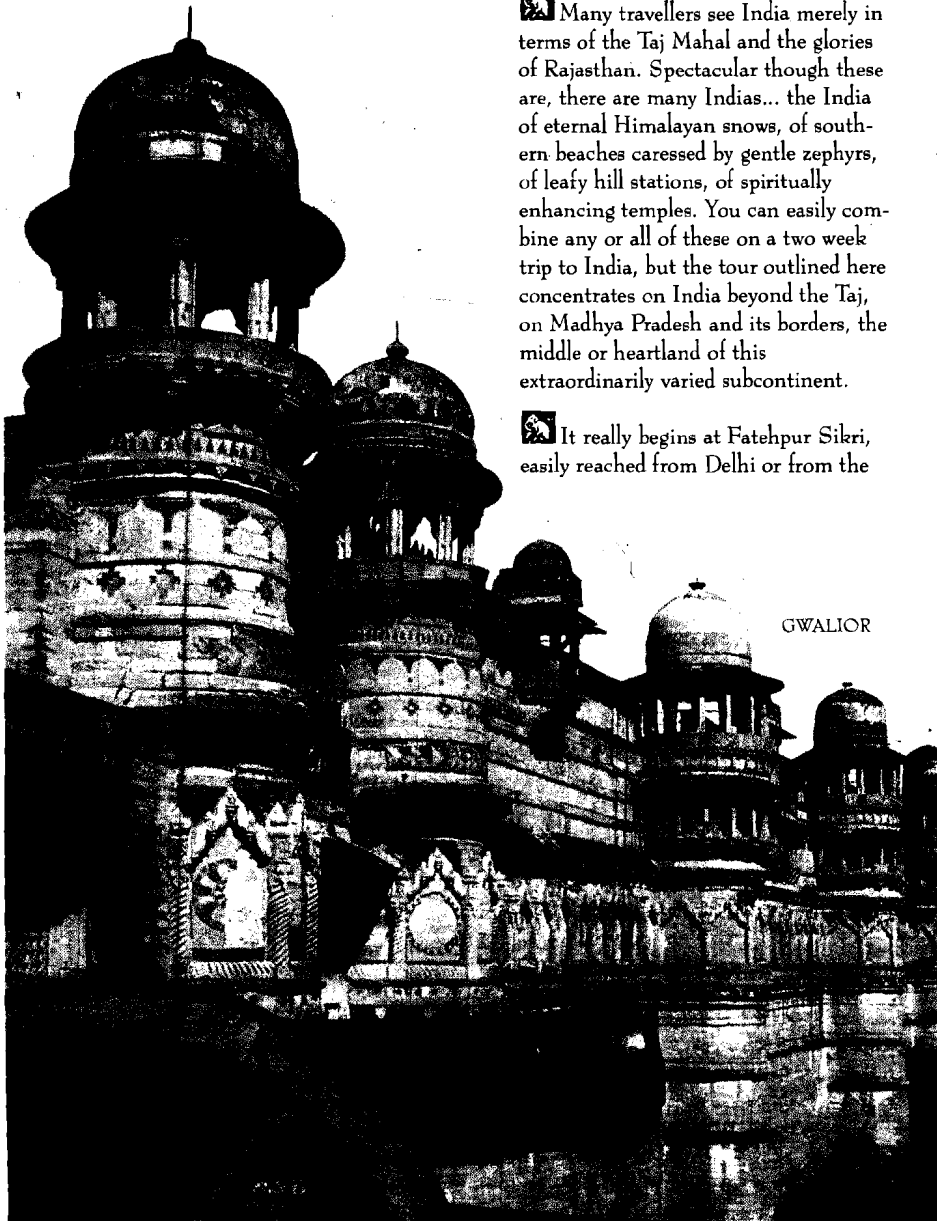 Many travellers see India merely in
terms of the Taj Mahal and the glories
of Rajasthan. Spectacular though these
are, there are many Indias... the India
of eternal Himalayan snows, of south-
ern beaches caressed by gentle zephyrs,
of leafy hill stations, of spiritually
enhancing temples. You can easily com-
bine any or all of these on a two week
trip to India, but the tour outlined here
concentrates on India beyond the Taj,
on Madhya Pradesh and its borders, the
middle or heartland of this
extraordinarily varied subcontinent.
It really begins at Fatehpur Sikri,
easily reached from Delhi or from the
GWALIOR